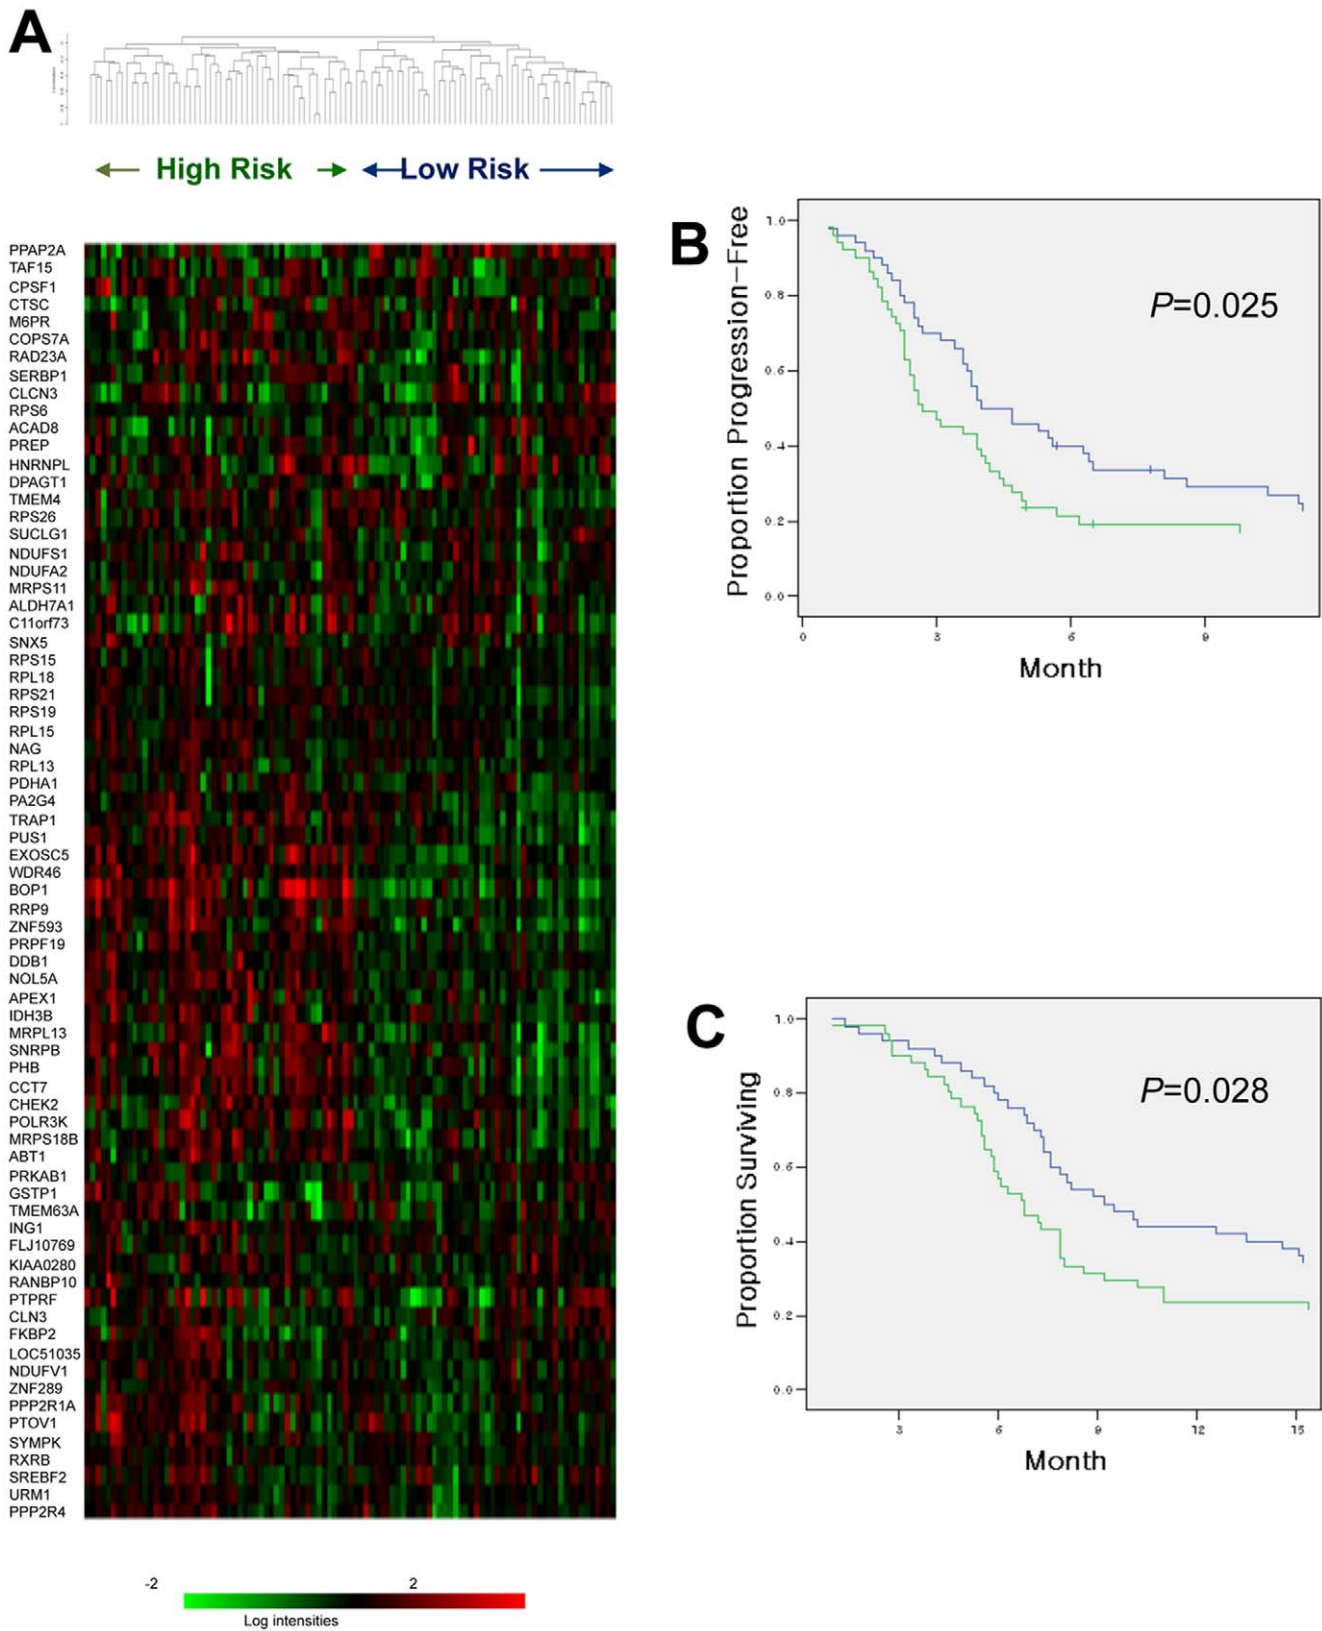 A
High Risk
Low Risk
PPAP2A
TAF15
CPSF1
CTSC
M6PR
COPS7A
RAD23A
SERBP1
CLCN3
RPS6
ACAD8
PREP
HNRNPL
DPAGT1
TMEM4
RPS26
SUCLG1
NDUFS1
NDUFA2
MRPS11
ALDH7A1
C11orf73
SNX5
RPS15
RPL18
RPS21
RPS19
RPL15
NAG
RPL13
PDHA1
PA2G4
TRAP1
PUS1
EXOSC5
WDR46
BOP1
RRP9
ZNF593
PRPF19
DDB1
NOL5A
APEX1
IDH3B
MRPL13
SNRPB
PHB
CCT7
CHEK2
POLR3K
MRPS18B
ABT1
PRKAB1
GSTP1
TMEM63A
ING1
FLJ10769
KIAA0280
RANBP10
PTPRF
CLN3
FKBP2
LOC51035
NDUFV1
ZNF289
PPP2R1A
PTOV1
SYMPK
RXRB
SREBF2
URM1
PPP2R4
-2 2
Log intensities
B
Proportion Progression-Free
1.0
0.8
0.6
0.4
0.2
0.0
P=0.025
0 3 6 9
Month
C
Proportion Surviving
1.0
0.8
0.6
0.4
0.2
0.0
P=0.028
3 6 9 12 15
Month